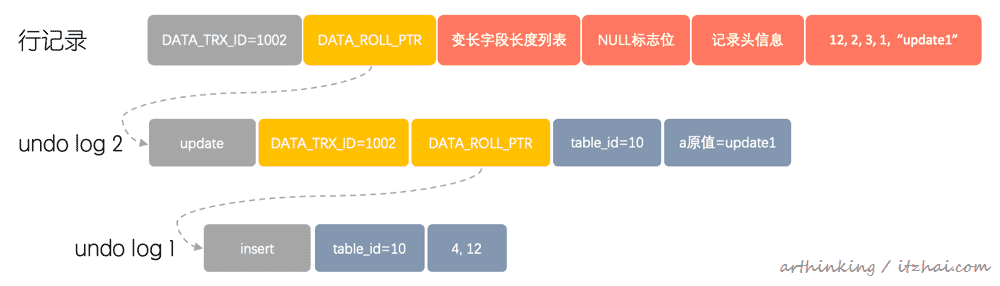 行记录 DATA_TRX_ID=1002 DATA_ROLL_PTR 变长字段长度列表 NULL标志位 记录头信息 12, 2, 3, 1, “update1”
undo log 2 update DATA_TRX_ID=1002 DATA_ROLL_PTR table_id=10 a原值=update1
undo log 1 insert table_id=10 4, 12
arthinking / itzhai.com